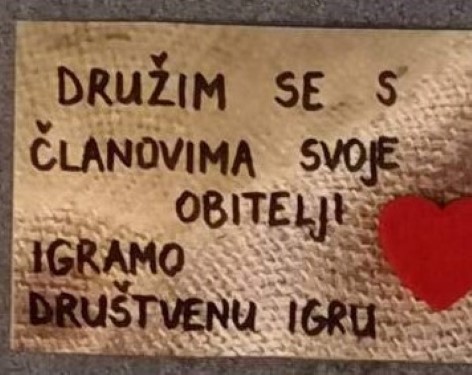 DRUŽIM SE S
ČLANOVIMA SVOJE
OBITELJI
IGRAMO
DRUŠTVENU IGRU